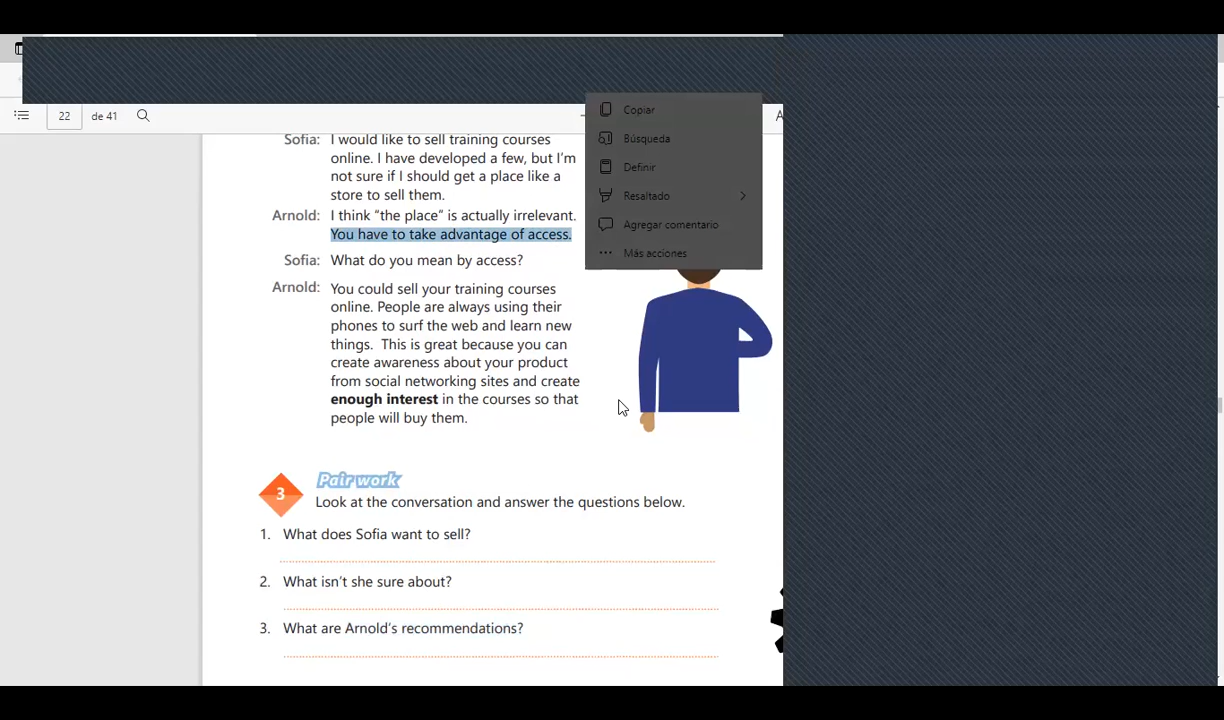 22 de 41
Copiar
Búsqueda
Definir
Resaltado
Agregar comentario
Más acciones
Sofia: I would like to sell training courses
online. I have developed a few, but I'm
not sure if I should get a place like a
store to sell them.
Arnold: I think “the place” is actually irrelevant.
You have to take advantage of access.
Sofia: What do you mean by access?
Arnold: You could sell your training courses
online. People are always using their
phones to surf the web and learn new
things. This is great because you can
create awareness about your product
from social networking sites and create
enough interest in the courses so that
people will buy them.
3 Pair work
Look at the conversation and answer the questions below.
1. What does Sofia want to sell?
2. What isn't she sure about?
3. What are Arnold's recommendations?